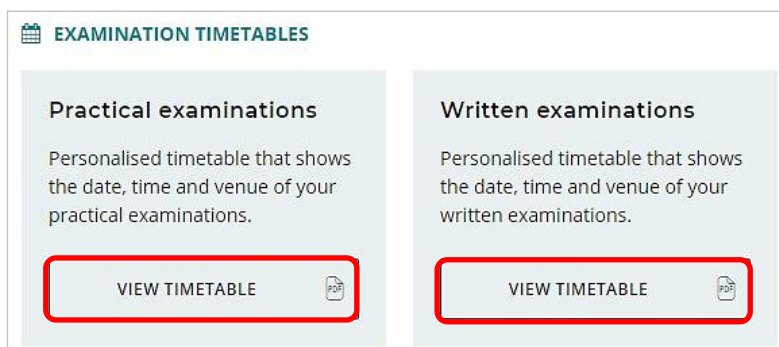 EXAMINATION TIMETABLES
Practical examinations
Personalised timetable that shows
the date, time and venue of your
practical examinations.
VIEW TIMETABLE PDF
Written examinations
Personalised timetable that shows
the date, time and venue of your
written examinations.
VIEW TIMETABLE PDF